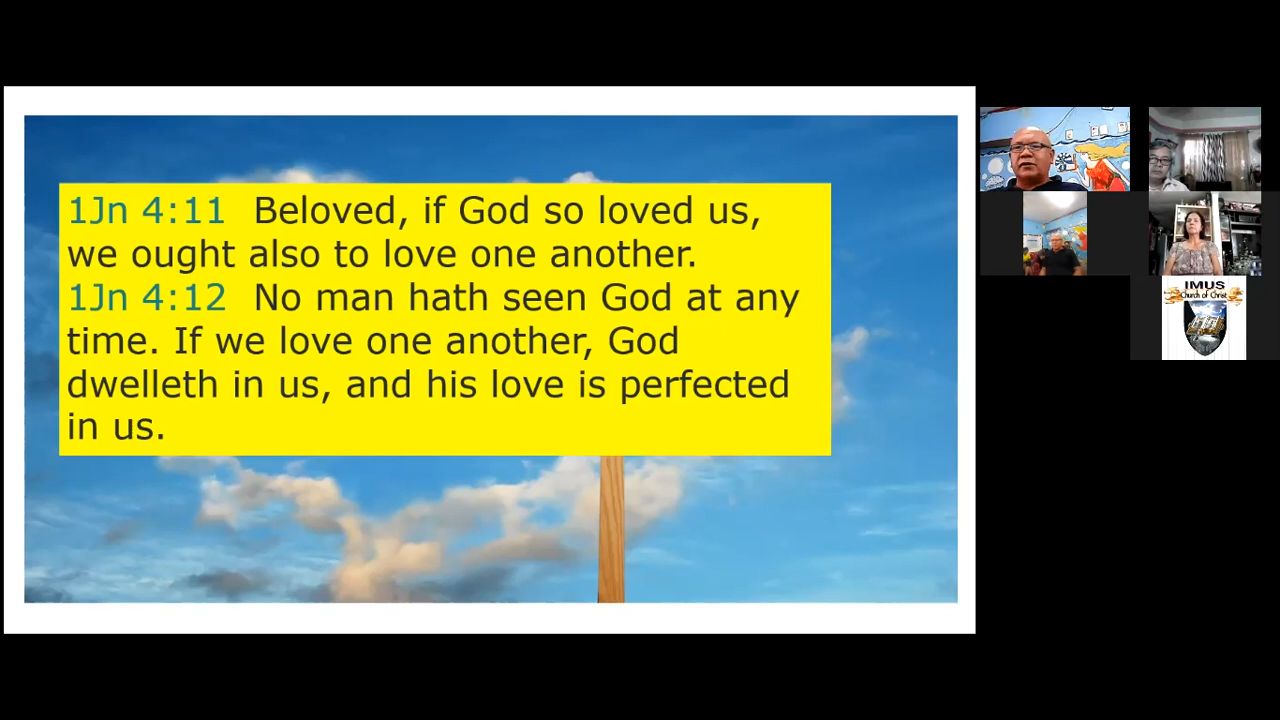 1Jn 4:11 Beloved, if God so loved us,
we ought also to love one another.
1Jn 4:12 No man hath seen God at any
time. If we love one another, God
dwelleth in us, and his love is perfected
in us.
IMUS
Church of Christ